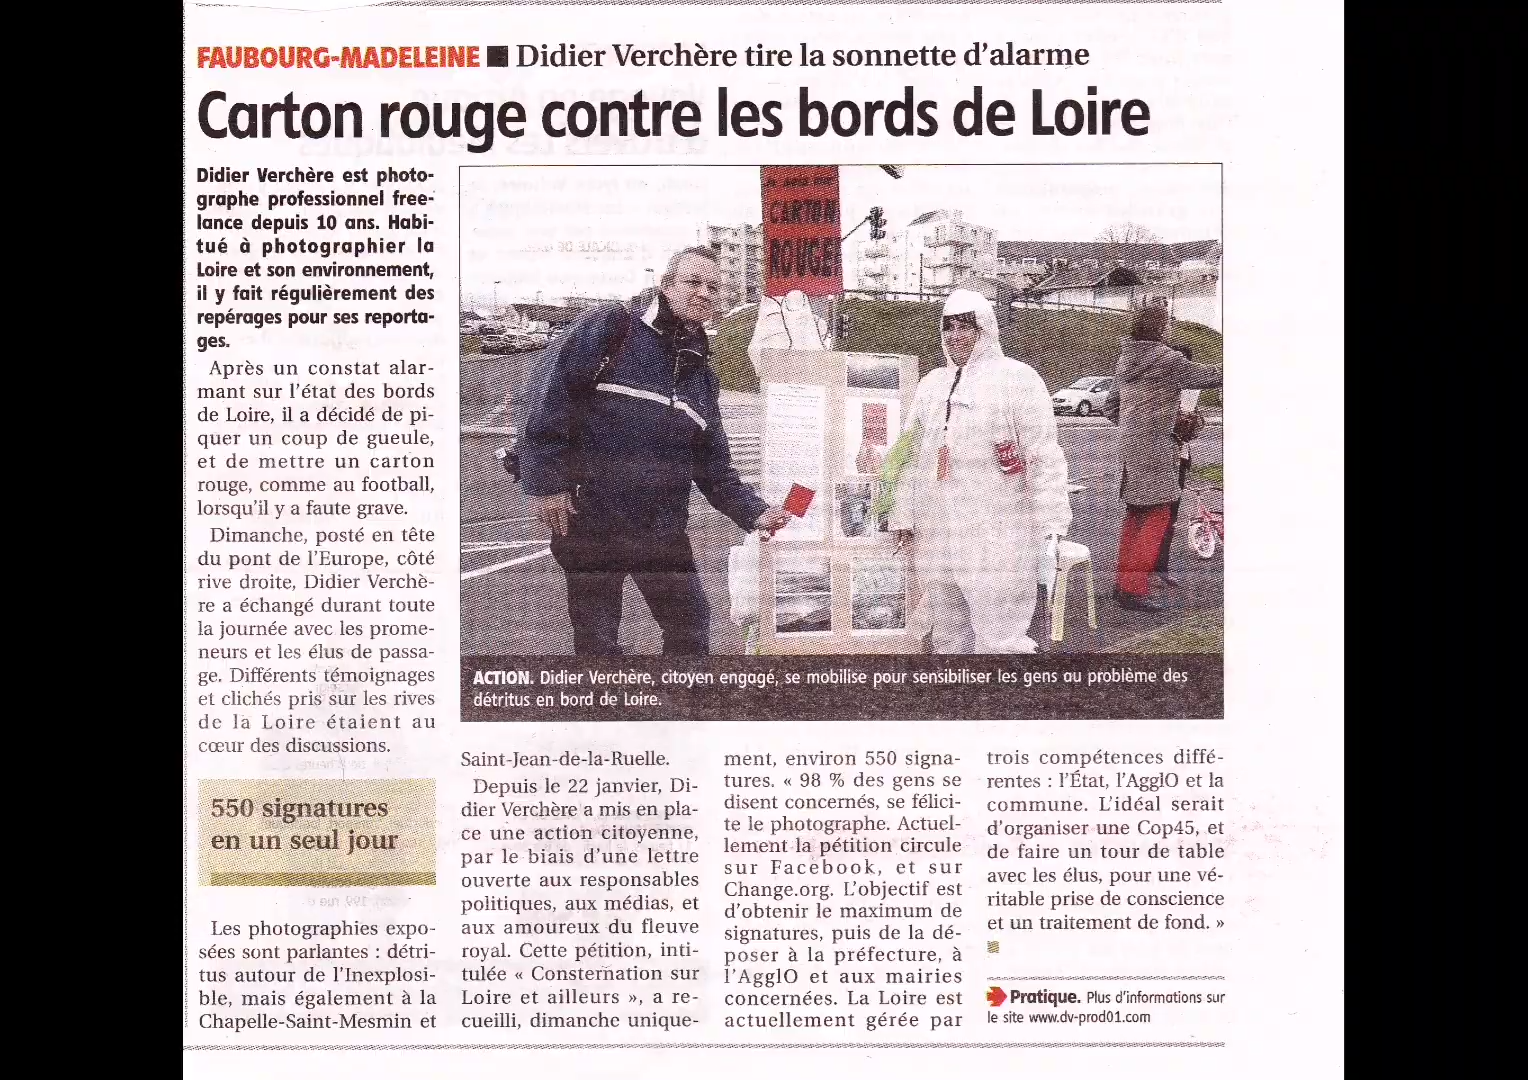 FAUBOURG-MADELEINE ■ Didier Verchère tire la sonnette d'alarme
Carton rouge contre les bords de Loire
Didier Verchère est photo-
graphe professionnel free-
lance depuis 10 ans. Habi-
tué à photographier la
Loire et son environnement,
il y fait régulièrement des
repérages pour ses reporta-
ges.
Après un constat alar-
mant sur l'état des bords
de Loire, il a décidé de pi-
quer un coup de gueule,
et de mettre un carton
rouge, comme au football,
lorsqu'il y a faute grave.
Dimanche, posté en tête
du pont de l'Europe, côté
rive droite, Didier Verchè-
re a échangé durant toute
la journée avec les prome-
neurs et les élus de passa-
ge. Différents témoignages
et clichés pris sur les rives
de la Loire étaient au
cœur des discussions.
550 signatures
en un seul jour
Les photographies expo-
sées sont parlantes : détri-
tus autour de l'Inexplosi-
ble, mais également à la
Chapelle-Saint-Mesmin et
CARTON
ROUGE!
ACTION. Didier Verchère, citoyen engagé, se mobilise pour sensibiliser les gens au problème des
détritus en bord de Loire.
Saint-Jean-de-la-Ruelle.
Depuis le 22 janvier, Di-
dier Verchère a mis en pla-
ce une action citoyenne,
par le biais d'une lettre
ouverte aux responsables
politiques, aux médias, et
aux amoureux du fleuve
royal. Cette pétition, inti-
tulée « Consternation sur
Loire et ailleurs », a re-
cueilli, dimanche unique-
ment, environ 550 signa-
tures. « 98 % des gens se
disent concernés, se félici-
te le photographe. Actuel-
lement la pétition circule
sur Facebook, et sur
Change.org. L'objectif est
d'obtenir le maximum de
signatures, puis de la dé-
poser à la préfecture, à
l'AgglO et aux mairies
concernées. La Loire est
actuellement gérée par
trois compétences diffé-
rentes : l'État, l'AgglO et la
commune. L'idéal serait
d'organiser une Cop45, et
de faire un tour de table
avec les élus, pour une vé-
ritable prise de conscience
et un traitement de fond. »
Pratique. Plus d'informations sur
le site www.dv-prod01.com